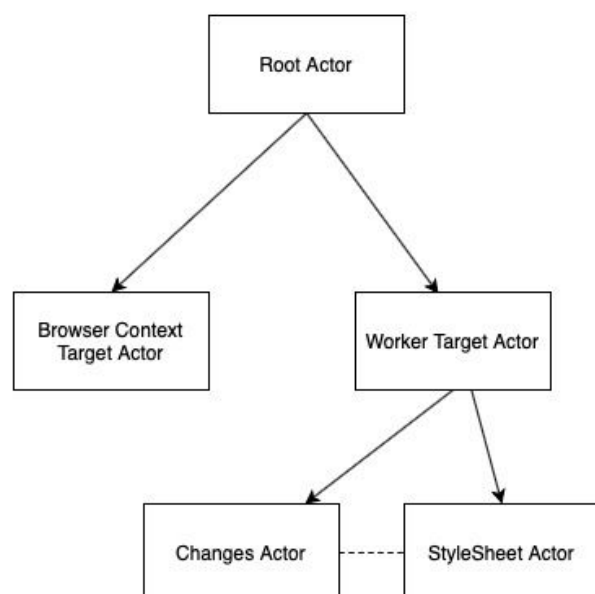 Root Actor
Browser Context
Target Actor
Worker Target Actor
Changes Actor
StyleSheet Actor